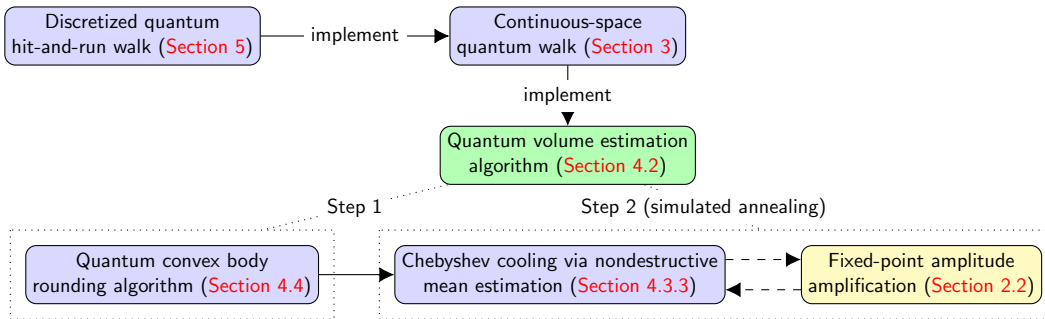 Discretized quantum
hit-and-run walk (Section 5)
implement
Continuous-space
quantum walk (Section 3)
implement
Quantum volume estimation
algorithm (Section 4.2)
Step 1
Step 2 (simulated annealing)
Quantum convex body
rounding algorithm (Section 4.4)
Chebyshev cooling via nondestructive
mean estimation (Section 4.3.3)
Fixed-point amplitude
amplification (Section 2.2)